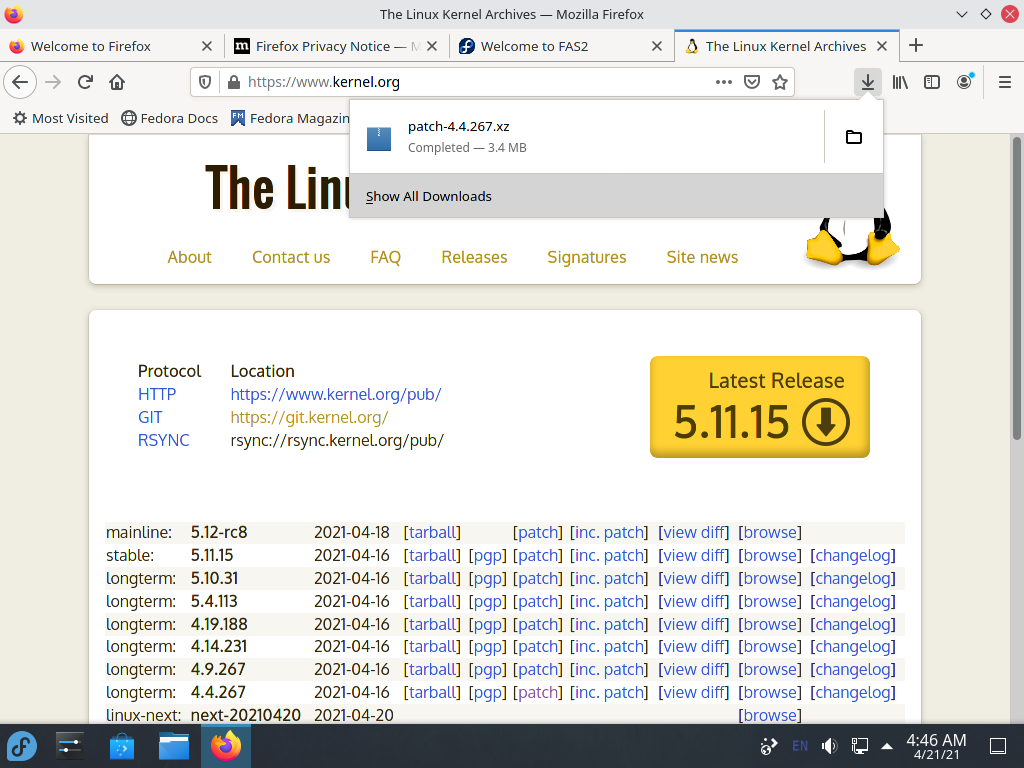 The Linux Kernel Archives — Mozilla Firefox
Welcome to Firefox
Firefox Privacy Notice —
Welcome to FAS2
The Linux Kernel Archives
https://www.kernel.org
Most Visited
Fedora Docs
Fedora Magazin
patch-4.4.267.xz
Completed — 3.4 MB
Show All Downloads
The Linu
About Contact us FAQ Releases Signatures Site news
Protocol Location
HTTP https://www.kernel.org/pub/
GIT https://git.kernel.org/
RSYNC rsync://rsync.kernel.org/pub/
Latest Release
5.11.15
mainline: 5.12-rc8 2021-04-18 [tarball] [patch] [inc. patch] [view diff] [browse]
stable: 5.11.15 2021-04-16 [tarball] [pgp] [patch] [inc. patch] [view diff] [browse] [changelog]
longterm: 5.10.31 2021-04-16 [tarball] [pgp] [patch] [inc. patch] [view diff] [browse] [changelog]
longterm: 5.4.113 2021-04-16 [tarball] [pgp] [patch] [inc. patch] [view diff] [browse] [changelog]
longterm: 4.19.188 2021-04-16 [tarball] [pgp] [patch] [inc. patch] [view diff] [browse] [changelog]
longterm: 4.14.231 2021-04-16 [tarball] [pgp] [patch] [inc. patch] [view diff] [browse] [changelog]
longterm: 4.9.267 2021-04-16 [tarball] [pgp] [patch] [inc. patch] [view diff] [browse] [changelog]
longterm: 4.4.267 2021-04-16 [tarball] [pgp] [patch] [inc. patch] [view diff] [browse] [changelog]
linux-next: next-20210420 2021-04-20 [browse]
EN
4:46 AM
4/21/21